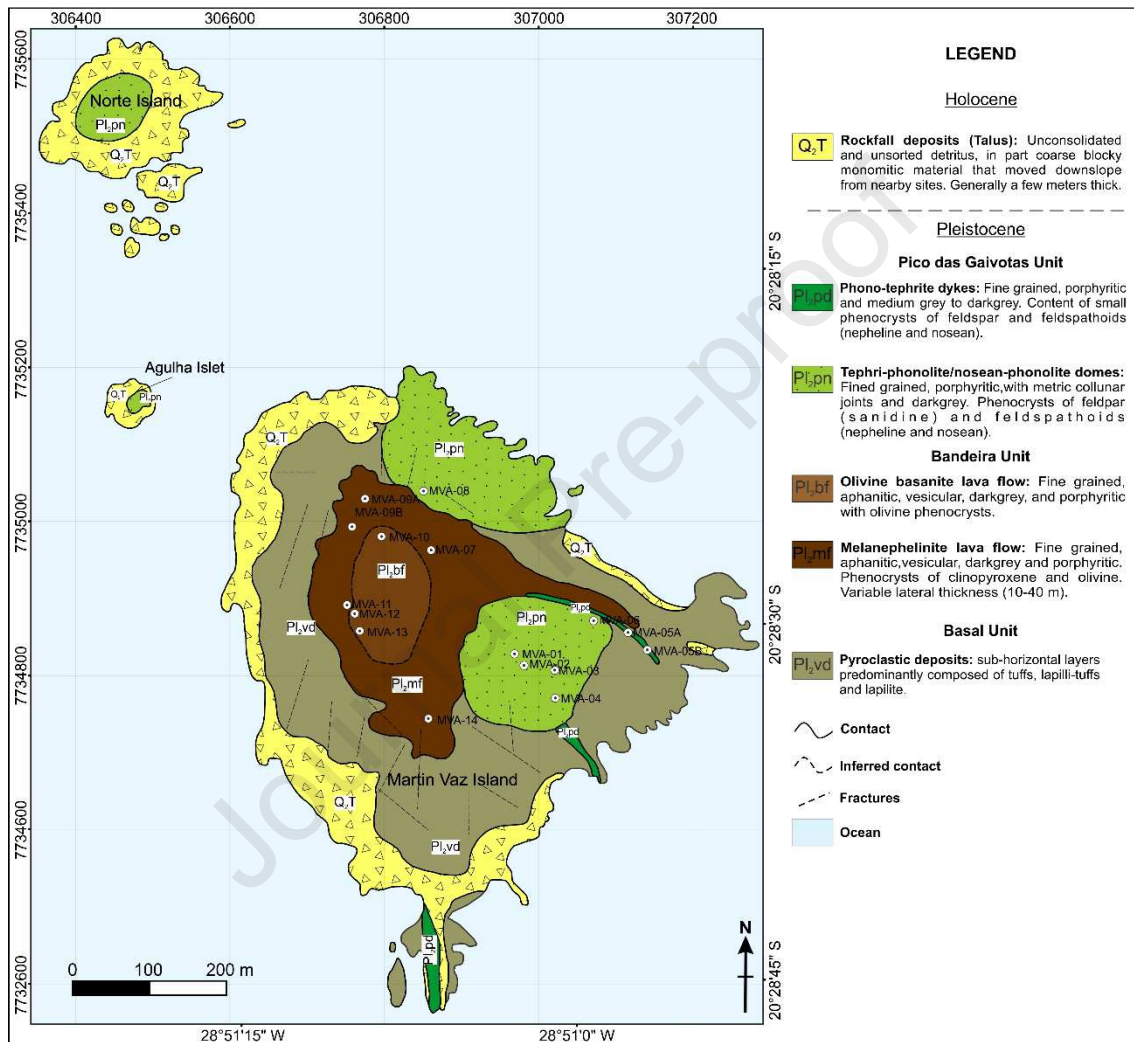 306400 306600 306800 307000 307200
7735600
7735400
7735200
7735000
7734800
7734600
7732600
20°28'15" S
20°28'30" S
20°28'45" S
28°51'15" W
28°51'0" W
Norte Island
Pl₂pn
Q₂T
Q₂T
Agulha Islet
Q₂T
Pl₂pn
Q₂T
Pl₂pn
MVA-08
MVA-09A
MVA-09B
MVA-10
MVA-07
Pl₂bf
Q₂T
MVA-11
MVA-12
MVA-13
Pl₂vd
Pl₂pn
Pl₂pd
MVA-06
MVA-05A
MVA-05B
MVA-01
MVA-02
MVA-03
MVA-04
Pl₂mf
MVA-14
Pl₂pd
Martin Vaz Island
Q₂T
Pl₂vd
Pl₂pd
0 100 200 m
N
Journal Pre-proof
LEGEND
Holocene
Q₂T
Rockfall deposits (Talus): Unconsolidated
and unsorted detritus, in part coarse blocky
monomitic material that moved downslope
from nearby sites. Generally a few meters thick.
Pleistocene
Pico das Gaivotas Unit
Pl₂pd
Phono-tephrite dykes: Fine grained, porphyritic
and medium grey to darkgrey. Content of small
phenocrysts of feldspar and feldspathoids
(nepheline and nosean).
Pl₂pn
Tephri-phonolite/nosean-phonolite domes:
Fined grained, porphyritic,with metric collunar
joints and darkgrey. Phenocrysts of feldpar
(sanidine) and feldspathoids
(nepheline and nosean).
Bandeira Unit
Pl₂bf
Olivine basanite lava flow: Fine grained,
aphanitic, vesicular, darkgrey, and porphyritic
with olivine phenocrysts.
Pl₂mf
Melanephelinite lava flow: Fine grained,
aphanitic,vesicular, darkgrey and porphyritic.
Phenocrysts of clinopyroxene and olivine.
Variable lateral thickness (10-40 m).
Basal Unit
Pl₂vd
Pyroclastic deposits: sub-horizontal layers
predominantly composed of tuffs, lapilli-tuffs
and lapilite.
Contact
Inferred contact
Fractures
Ocean